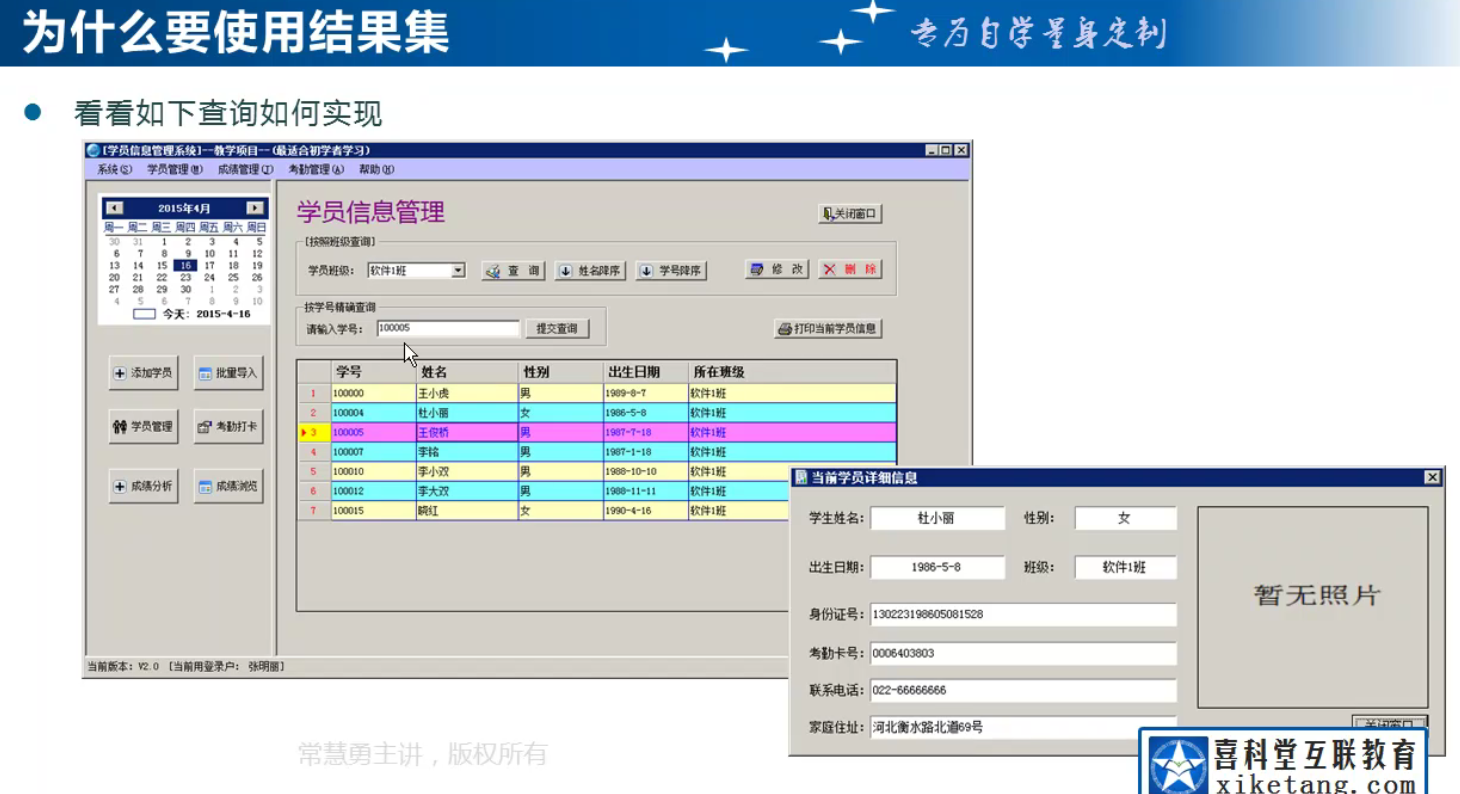 为什么要使用结果集
专为自学量身定制
看看如下查询如何实现
[学员信息管理系统]--教学项目--(最适合初学者学习)
系统(S) 学员管理(M) 成绩管理(J) 考勤管理(A) 帮助(H)
2015年4月
周一 周二 周三 周四 周五 周六 周日
30 31 1 2 3 4 5
6 7 8 9 10 11 12
13 14 15 16 17 18 19
20 21 22 23 24 25 26
27 28 29 30 1 2 3
4 5 6 7 8 9 10
今天: 2015-4-16
添加学员 批量导入
学员管理 考勤打卡
成绩分析 成绩浏览
学员信息管理
关闭窗口
[按照班级查询]
学员班级: 软件1班 查 询 姓名降序 学号降序 修 改 删 除
按学号精确查询
请输入学号: 100005 提交查询 打印当前学员信息
学号 姓名 性别 出生日期 所在班级
1 100000 王小虎 男 1989-8-7 软件1班
2 100004 杜小丽 女 1986-5-8 软件1班
3 100005 王俊桥 男 1987-7-18 软件1班
4 100007 李铭 男 1987-1-18 软件1班
5 100010 李小双 男 1988-10-10 软件1班
6 100012 李大双 男 1988-11-11 软件1班
7 100015 晓红 女 1990-4-16 软件1班
当前版本: V2.0 [当前用登录户: 张明丽]
当前学员详细信息
学生姓名: 杜小丽 性别: 女
出生日期: 1986-5-8 班级: 软件1班
身份证号: 130223198605081528
考勤卡号: 0006403803
联系电话: 022-66666666
家庭住址: 河北衡水路北道69号
暂无照片
关闭窗口
常慧勇主讲，版权所有
喜科堂互联教育
xiketang.com